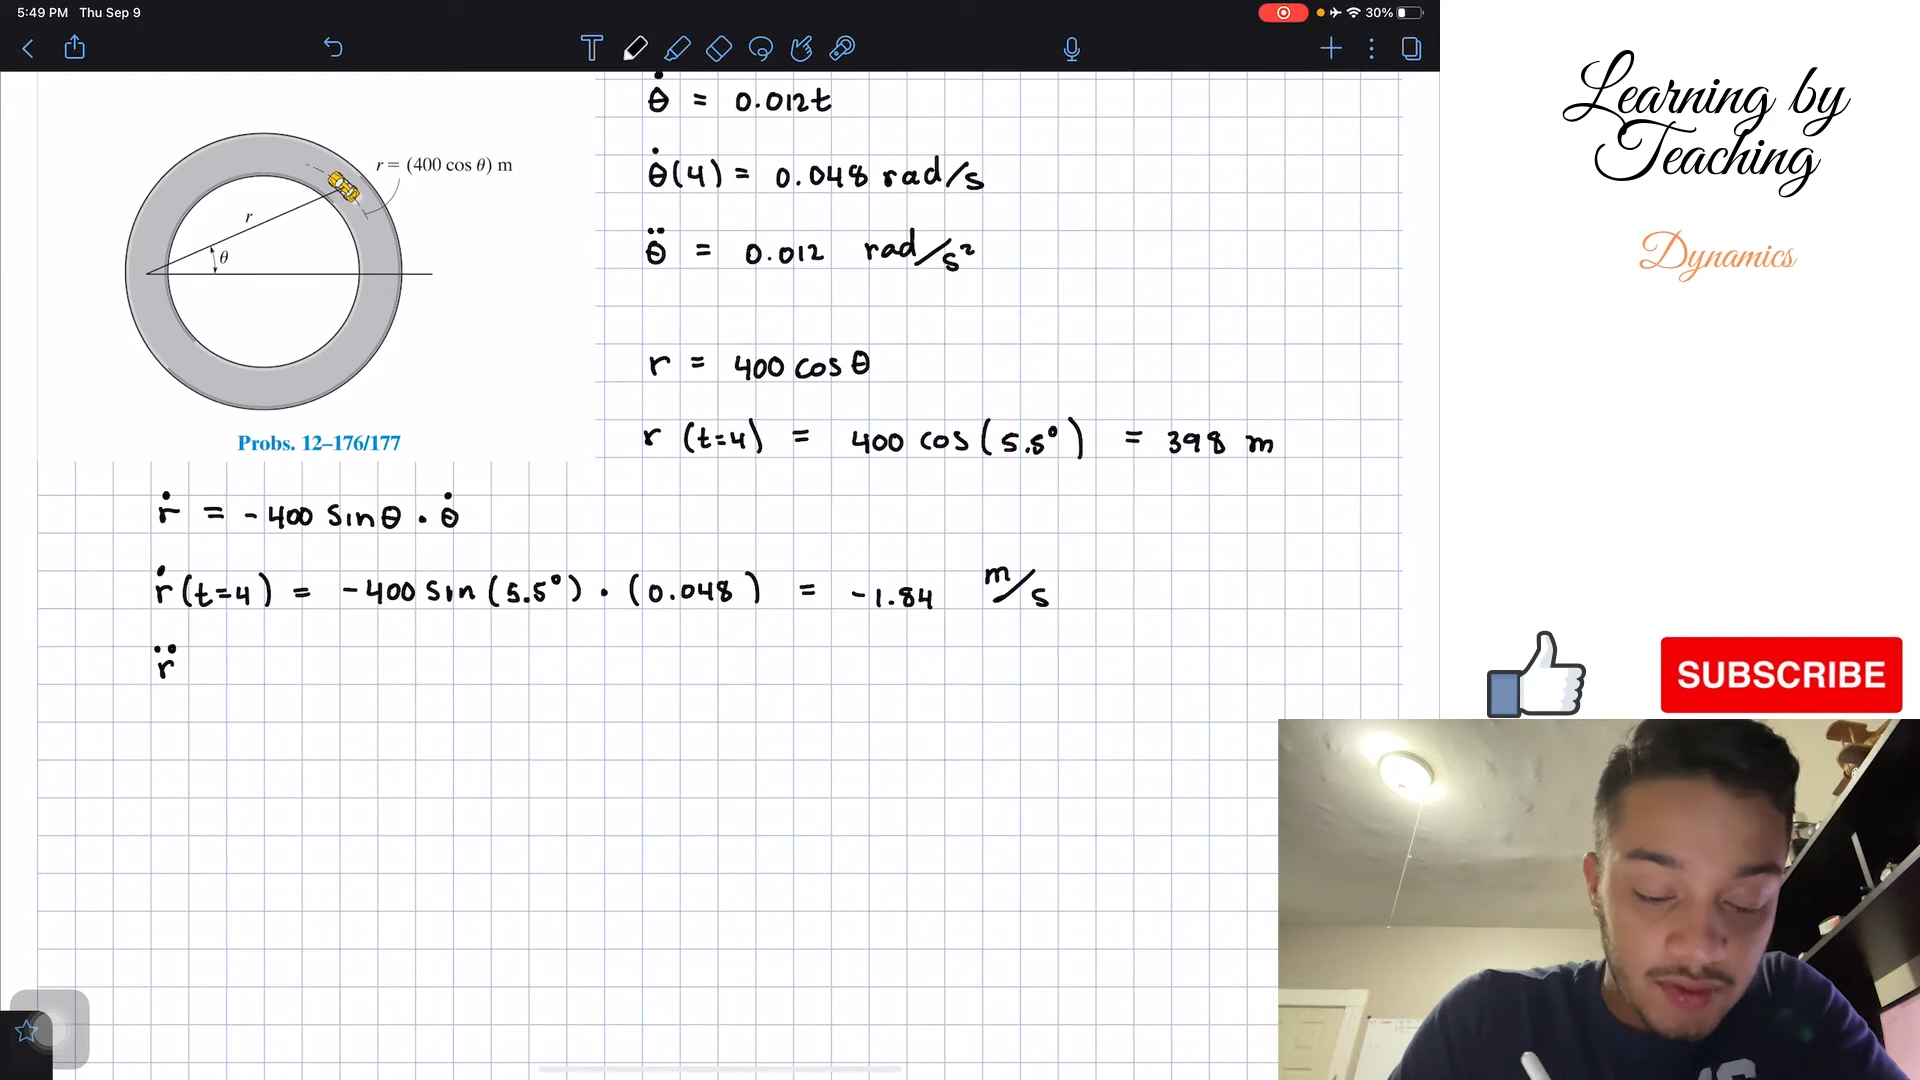 5:49 PM Thu Sep 9
30%
θ̇ = 0.012t
θ̇(4) = 0.048 rad/s
θ̈ = 0.012 rad/s²
r = (400 cos θ) m
r
θ
Probs. 12–176/177
r = 400 cos θ
r (t=4) = 400 cos (5.5°) = 398 m
ṙ = -400 sin θ · θ̇
ṙ (t=4) = -400 sin (5.5°) · (0.048) = -1.84 m/s
r̈
Learning by
Teaching
Dynamics
SUBSCRIBE